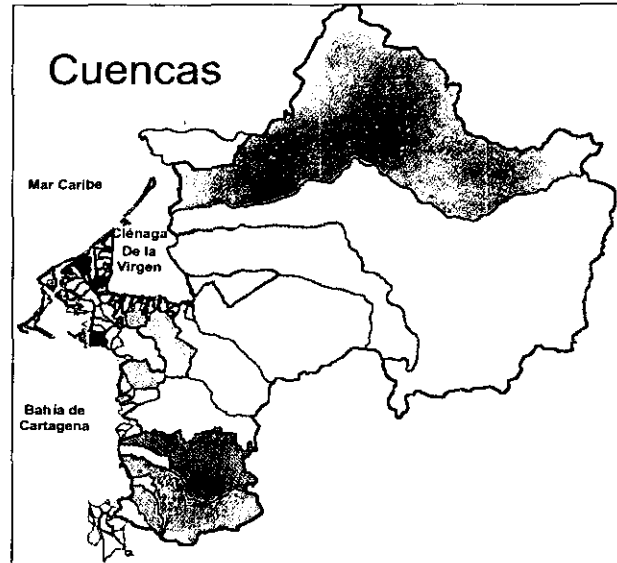 Cuencas
Mar Caribe
Ciénaga
De la
Virgen
Bahía de
Cartagena